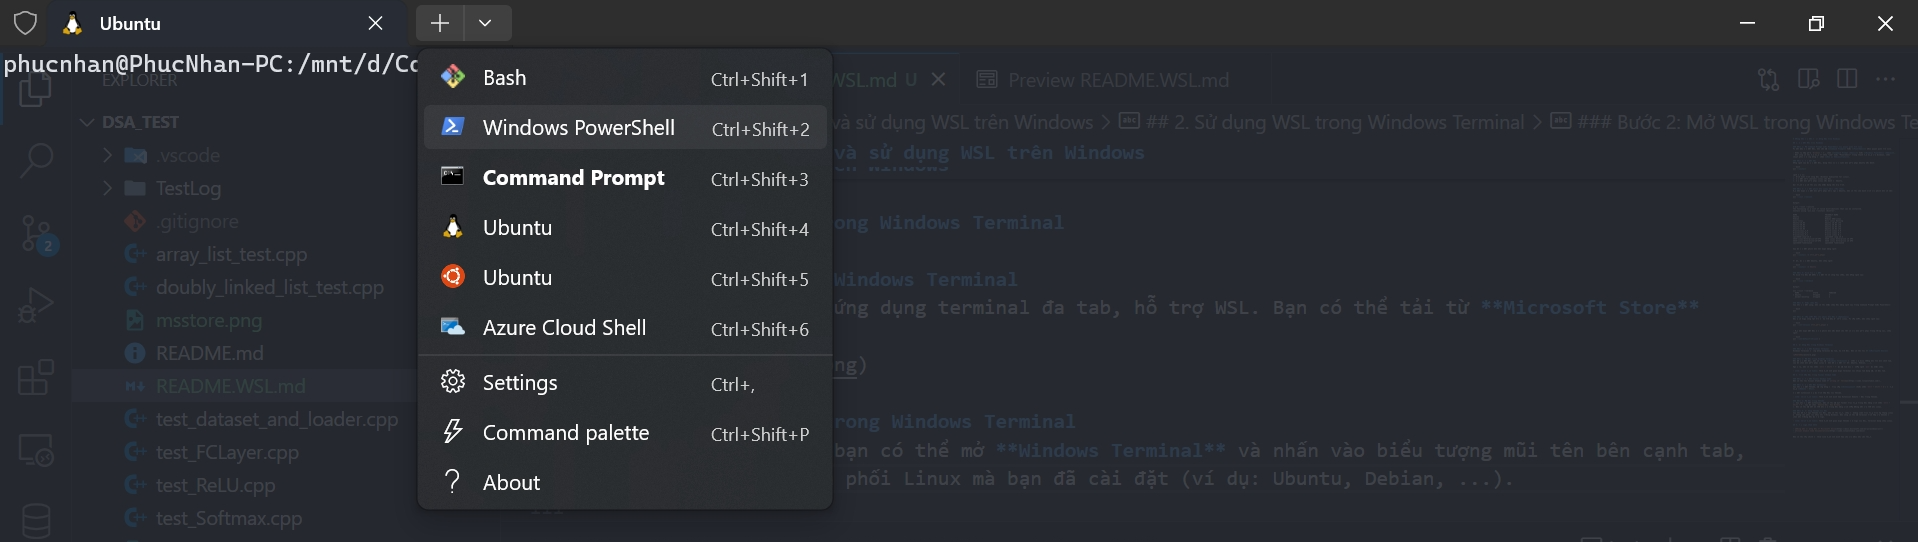 Ubuntu
phucnhan@PhucNhan-PC:/mnt/d/Co
Bash Ctrl+Shift+1
Windows PowerShell Ctrl+Shift+2
Command Prompt Ctrl+Shift+3
Ubuntu Ctrl+Shift+4
Ubuntu Ctrl+Shift+5
Azure Cloud Shell Ctrl+Shift+6
Settings Ctrl+,
Command palette Ctrl+Shift+P
About
EXPLORER
DSA_TEST
.vscode
TestLog
.gitignore
array_list_test.cpp
doubly_linked_list_test.cpp
msstore.png
README.md
README.WSL.md
test_dataset_and_loader.cpp
test_FCLayer.cpp
test_ReLU.cpp
test_Softmax.cpp
2
WSL.md U
Preview README.WSL.md
và sử dụng WSL trên Windows > ## 2. Sử dụng WSL trong Windows Terminal > ### Bước 2: Mở WSL trong Windows Te
và sử dụng WSL trên Windows
ong Windows Terminal
Windows Terminal
ứng dụng terminal đa tab, hỗ trợ WSL. Bạn có thể tải từ **Microsoft Store**
ng)
rong Windows Terminal
bạn có thể mở **Windows Terminal** và nhấn vào biểu tượng mũi tên bên cạnh tab,
phối Linux mà bạn đã cài đặt (ví dụ: Ubuntu, Debian, ...).